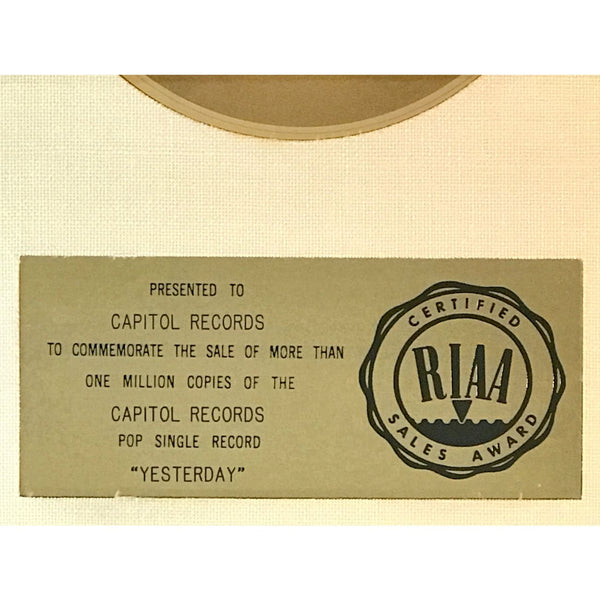 PRESENTED TO
CAPITOL RECORDS
TO COMMEMORATE THE SALE OF MORE THAN
ONE MILLION COPIES OF THE
CAPITOL RECORDS
POP SINGLE RECORD
"YESTERDAY"
CERTIFIED
RIAA
SALES AWARD